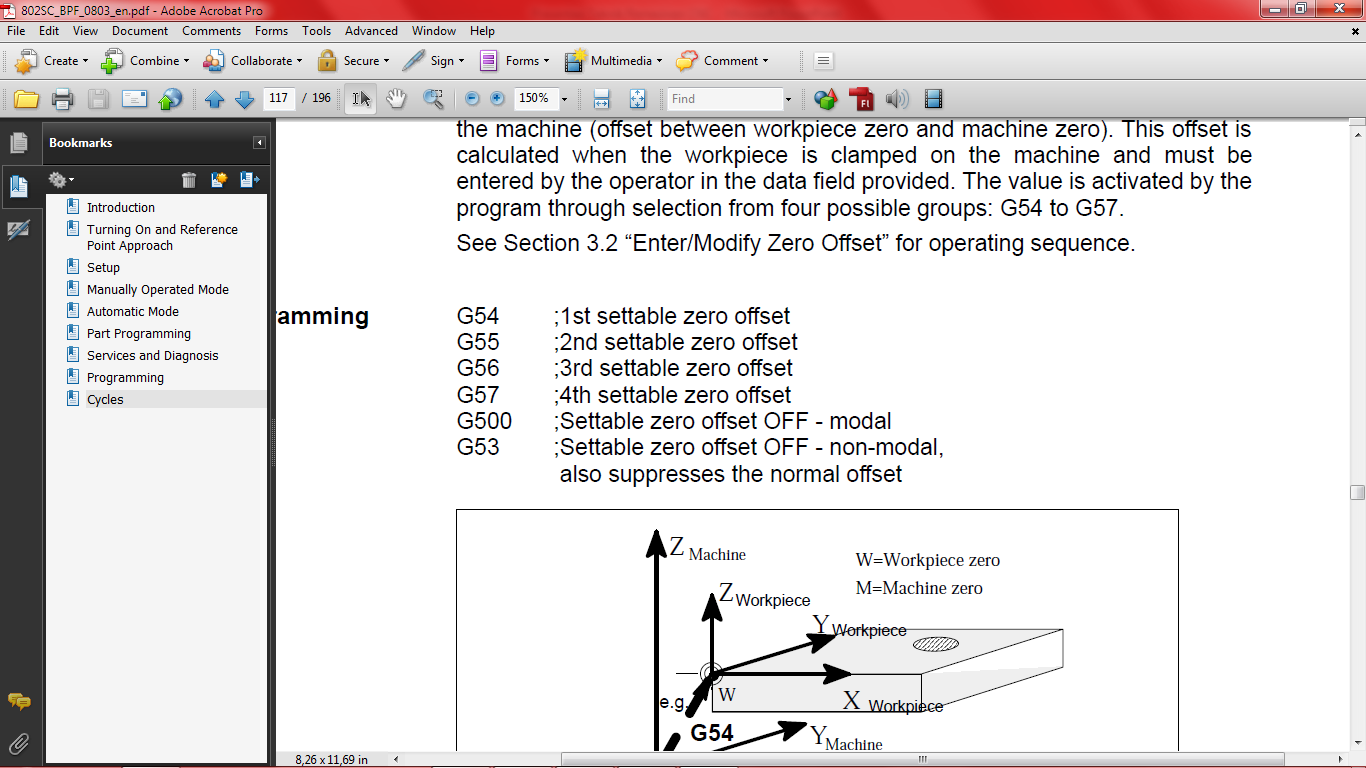 802SC_BPF_0803_en.pdf - Adobe Acrobat Pro
File Edit View Document Comments Forms Tools Advanced Window Help
Create Combine Collaborate Secure Sign Forms Multimedia Comment
117 / 196 150% Find
Bookmarks
Introduction
Turning On and Reference
Point Approach
Setup
Manually Operated Mode
Automatic Mode
Part Programming
Services and Diagnosis
Programming
Cycles
the machine (offset between workpiece zero and machine zero). This offset is
calculated when the workpiece is clamped on the machine and must be
entered by the operator in the data field provided. The value is activated by the
program through selection from four possible groups: G54 to G57.
See Section 3.2 “Enter/Modify Zero Offset” for operating sequence.
ramming
G54 ;1st settable zero offset
G55 ;2nd settable zero offset
G56 ;3rd settable zero offset
G57 ;4th settable zero offset
G500 ;Settable zero offset OFF - modal
G53 ;Settable zero offset OFF - non-modal,
also suppresses the normal offset
Z Machine
W=Workpiece zero
M=Machine zero
Z Workpiece
Y Workpiece
W
e.g.
X Workpiece
G54
Y Machine
8,26 x 11,69 in